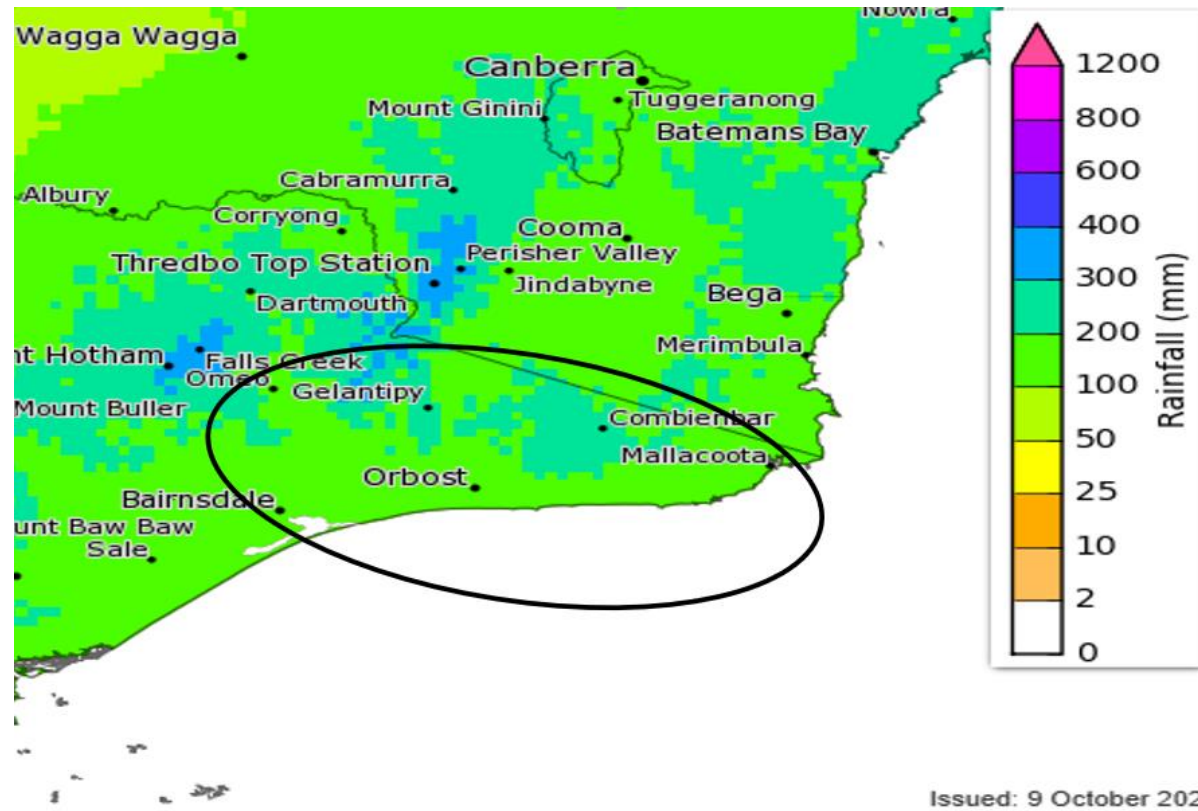 Nowra
Wagga Wagga
Canberra
Mount Ginini
Tuggeranong
Batemans Bay
Cabramurra
Albury
Corryong
Cooma
Perisher Valley
Thredbo Top Station
Jindabyne
Dartmouth
Bega
nt Hotham
Falls Creek
Merimbula
Omeo
Gelantipy
Mount Buller
Combienbar
Mallacoota
Orbost
Bairnsdale
unt Baw Baw
Sale
1200
800
600
400
300
200
100
50
25
10
2
0
Rainfall (mm)
Issued: 9 October 202